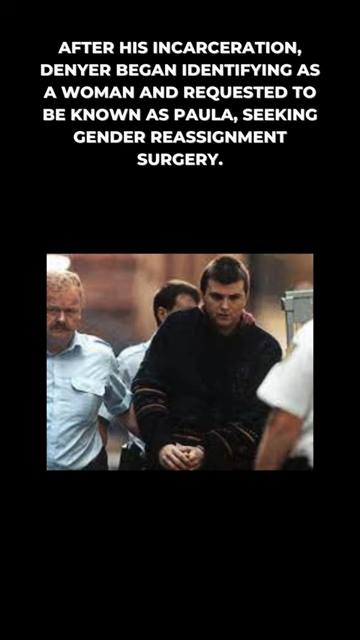 AFTER HIS INCARCERATION,
DENYER BEGAN IDENTIFYING AS
A WOMAN AND REQUESTED TO
BE KNOWN AS PAULA, SEEKING
GENDER REASSIGNMENT
SURGERY.